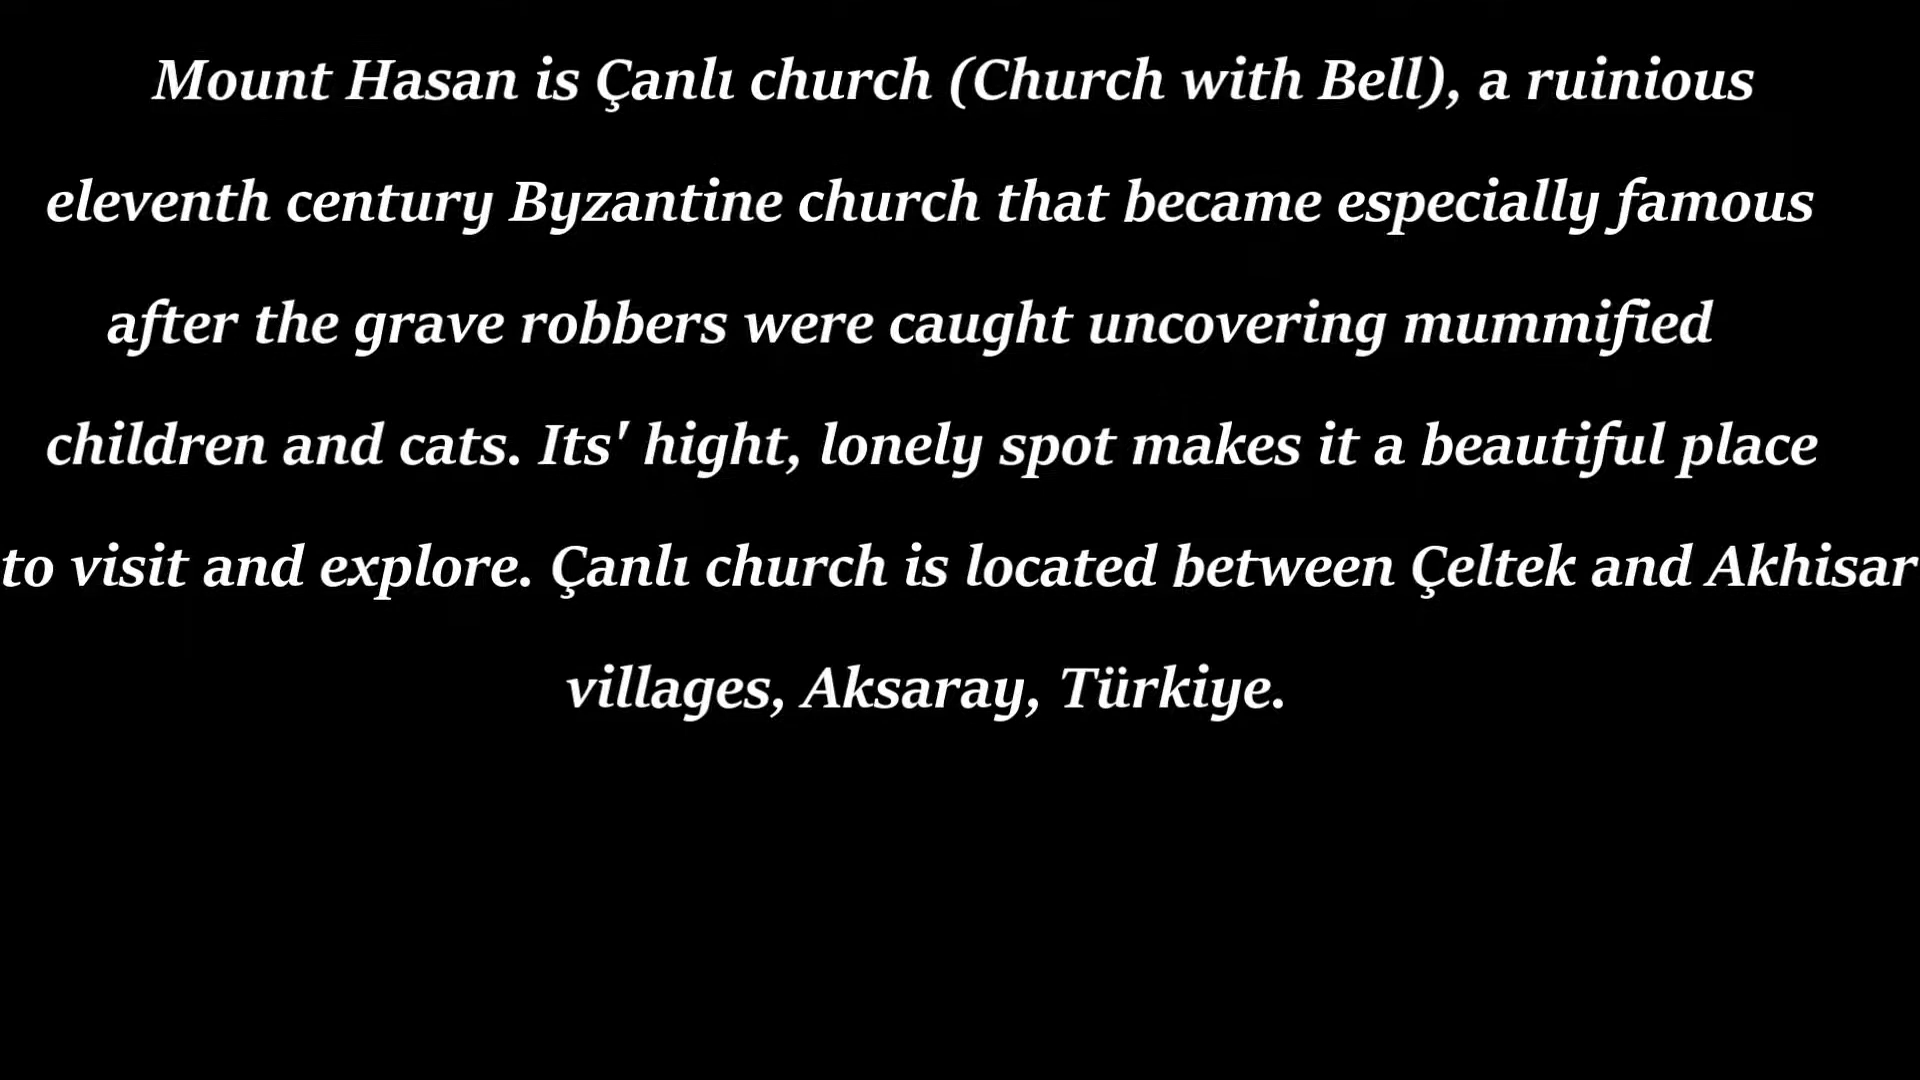 Mount Hasan is Çanlı church (Church with Bell), a ruinious
eleventh century Byzantine church that became especially famous
after the grave robbers were caught uncovering mummified
children and cats. Its' hight, lonely spot makes it a beautiful place
to visit and explore. Çanlı church is located between Çeltek and Akhisar
villages, Aksaray, Türkiye.